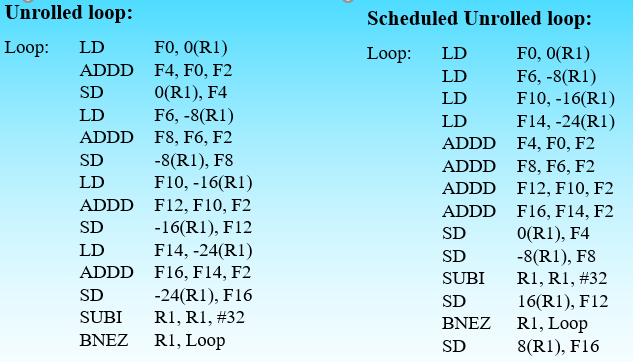 Unrolled loop:
Loop: LD F0, 0(R1)
ADDD F4, F0, F2
SD 0(R1), F4
LD F6, -8(R1)
ADDD F8, F6, F2
SD -8(R1), F8
LD F10, -16(R1)
ADDD F12, F10, F2
SD -16(R1), F12
LD F14, -24(R1)
ADDD F16, F14, F2
SD -24(R1), F16
SUBI R1, R1, #32
BNEZ R1, Loop
Scheduled Unrolled loop:
Loop: LD F0, 0(R1)
LD F6, -8(R1)
LD F10, -16(R1)
LD F14, -24(R1)
ADDD F4, F0, F2
ADDD F8, F6, F2
ADDD F12, F10, F2
ADDD F16, F14, F2
SD 0(R1), F4
SD -8(R1), F8
SUBI R1, R1, #32
SD 16(R1), F12
BNEZ R1, Loop
SD 8(R1), F16